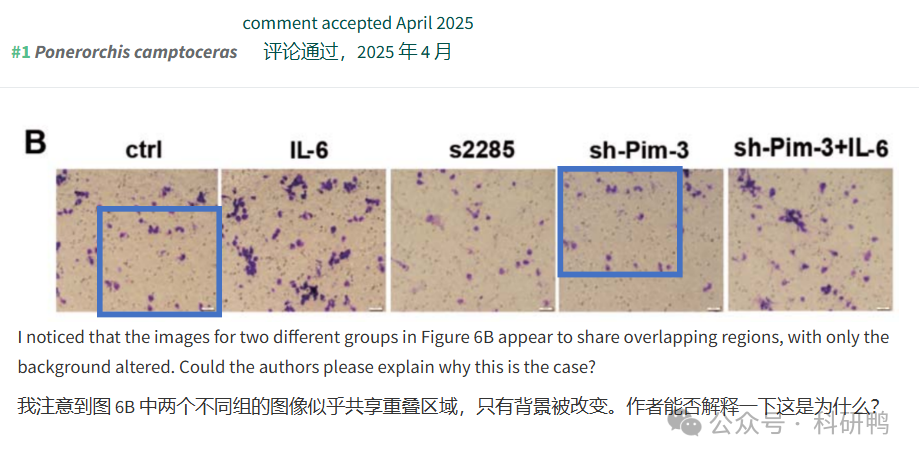 comment accepted April 2025
#1 Ponerorchis camptoceras 评论通过，2025 年 4 月
B
ctrl IL-6 s2285 sh-Pim-3 sh-Pim-3+IL-6
I noticed that the images for two different groups in Figure 6B appear to share overlapping regions, with only the
background altered. Could the authors please explain why this is the case?
我注意到图 6B 中两个不同组的图像似乎共享重叠区域，只有背景被改变。作者能否解释一下这是为什么？
公众号 · 科研鸭